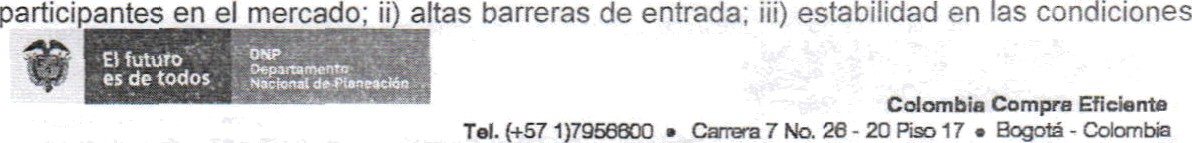 participantes en el mercado; ii) altas barreras de entrada; iii) estabilidad en las condiciones
El futuro
es de todos
DNP
Departamento
Nacional de Planeación
Colombia Compra Eficiente
Tel. (+57 1)7956600 • Carrera 7 No. 26 - 20 Piso 17 • Bogotá - Colombia